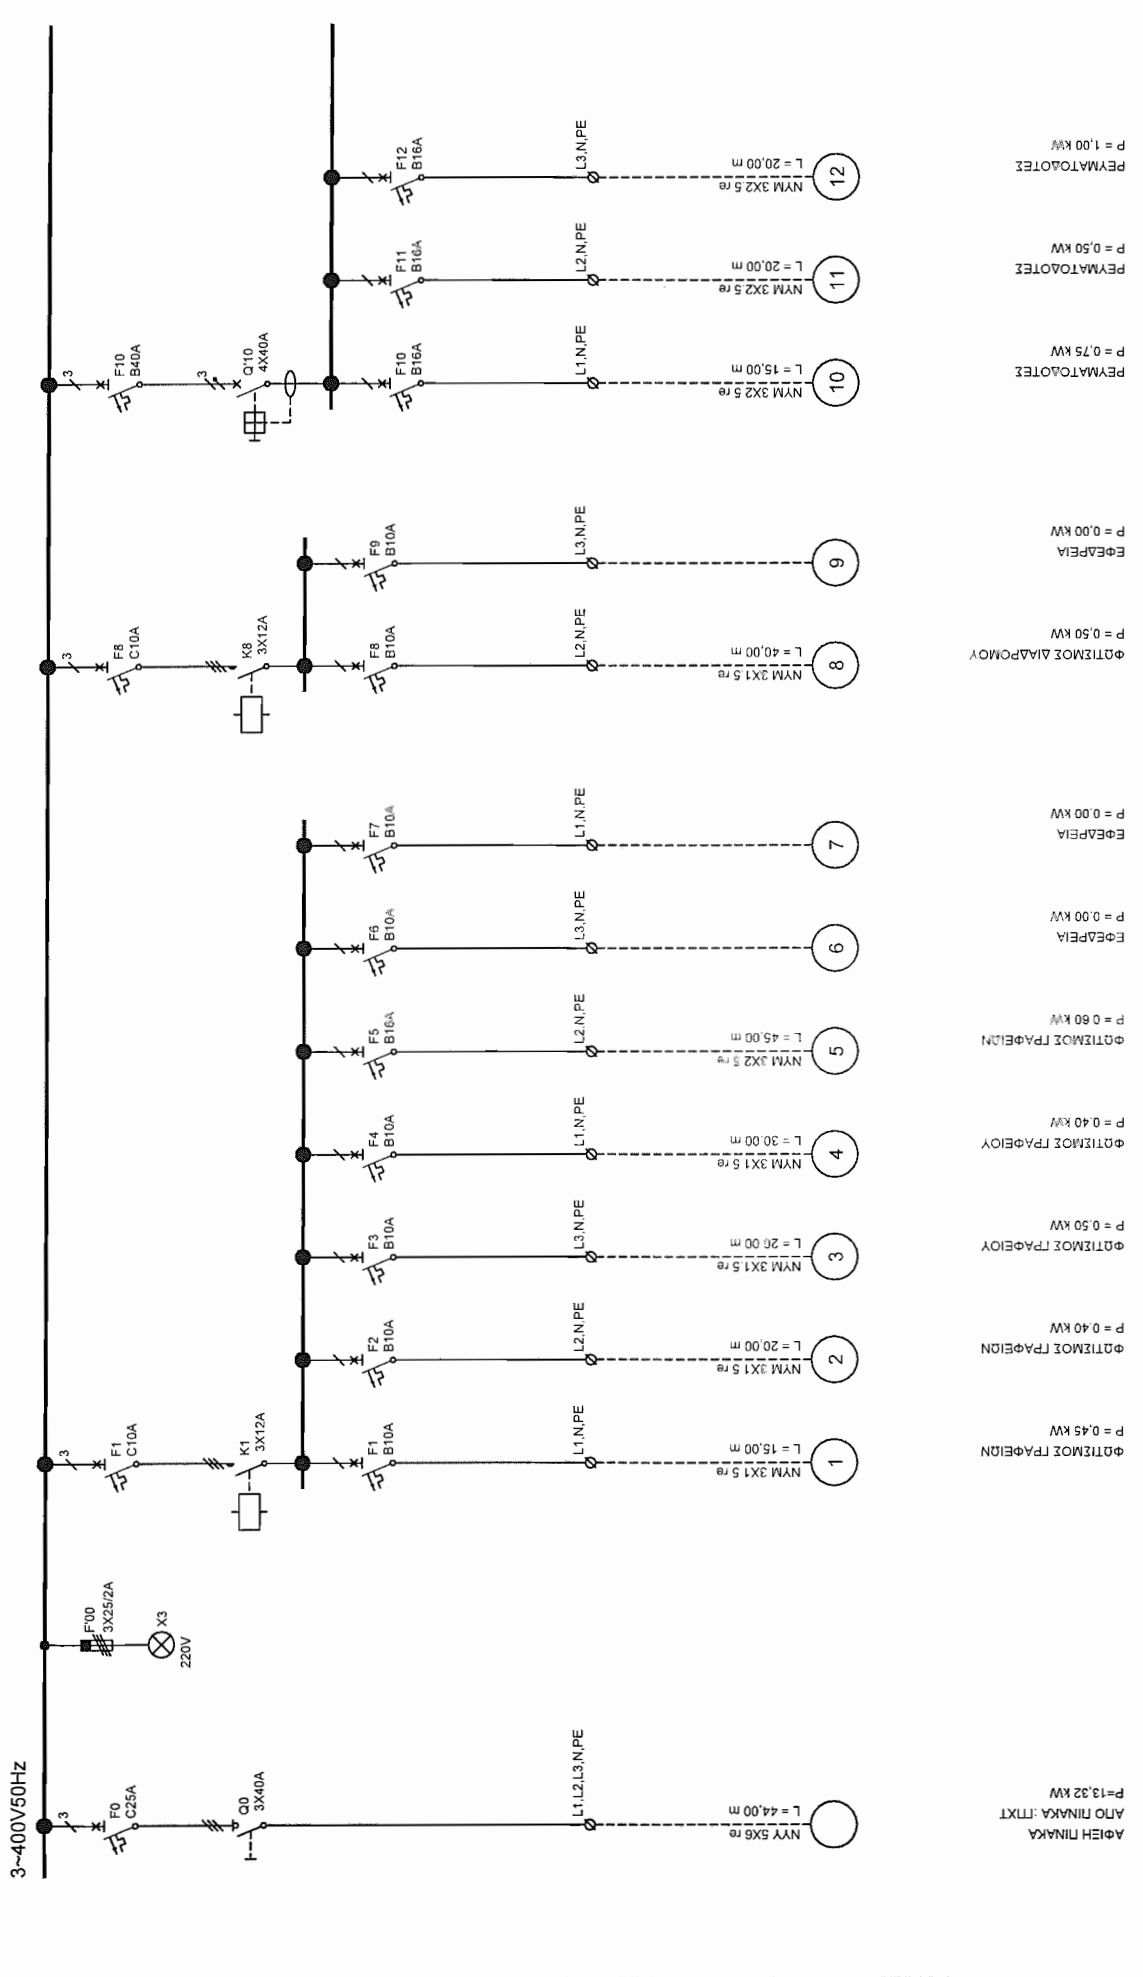 3~400V50Hz
3
F0
C25A
Q0
3X40A
L1,L2,L3,N,PE
NYY 5X6 re
L = 44,00 m
ΑΦΙΞΗ ΠΙΝΑΚΑ
ΑΠΟ ΠΙΝΑΚΑ :ΓΠΧΤ
P=13,32 kW
F'00
3X25/2A
X3
220V
3
F1
C10A
K1
3X12A
F1
B10A
L1,N,PE
NYM 3X1.5 re
L = 15,00 m
1
ΦΩΤΙΣΜΟΣ ΓΡΑΦΕΙΩΝ
P = 0,45 kW
F2
B10A
L2,N,PE
NYM 3X1.5 re
L = 20,00 m
2
ΦΩΤΙΣΜΟΣ ΓΡΑΦΕΙΩΝ
P = 0,40 kW
F3
B10A
L3,N,PE
NYM 3X1.5 re
L = 26,00 m
3
ΦΩΤΙΣΜΟΣ ΓΡΑΦΕΙΟΥ
P = 0.50 kW
F4
B10A
L1,N,PE
NYM 3X1.5 re
L = 30.00 m
4
ΦΩΤΙΣΜΟΣ ΓΡΑΦΕΙΟΥ
P = 0.40 kW
F5
B16A
L2,N,PE
NYM 3X2.5 re
L = 45,00 m
5
ΦΩΤΙΣΜΟΣ ΓΡΑΦΕΙΩΝ
P = 0.60 kW
F6
B10A
L3,N,PE
6
ΕΦΕΔΡΕΙΑ
P = 0.00 kW
F7
B10A
L1,N,PE
7
ΕΦΕΔΡΕΙΑ
P = 0.00 kW
3
F8
C10A
K8
3X12A
F8
B10A
L2,N,PE
NYM 3X1.5 re
L = 40,00 m
8
ΦΩΤΙΣΜΟΣ ΔΙΑΔΡΟΜΟΥ
P = 0,50 kW
F9
B10A
L3,N,PE
9
ΕΦΕΔΡΕΙΑ
P = 0,00 kW
3
F10
B40A
3
Q'10
4X40A
F10
B16A
L1,N,PE
NYM 3X2.5 re
L = 15,00 m
10
ΡΕΥΜΑΤΟΔΟΤΕΣ
P = 0,75 kW
F11
B16A
L2,N,PE
NYM 3X2.5 re
L = 20,00 m
11
ΡΕΥΜΑΤΟΔΟΤΕΣ
P = 0,50 kW
F12
B16A
L3,N,PE
NYM 3X2.5 re
L = 20,00 m
12
ΡΕΥΜΑΤΟΔΟΤΕΣ
P = 1,00 kW